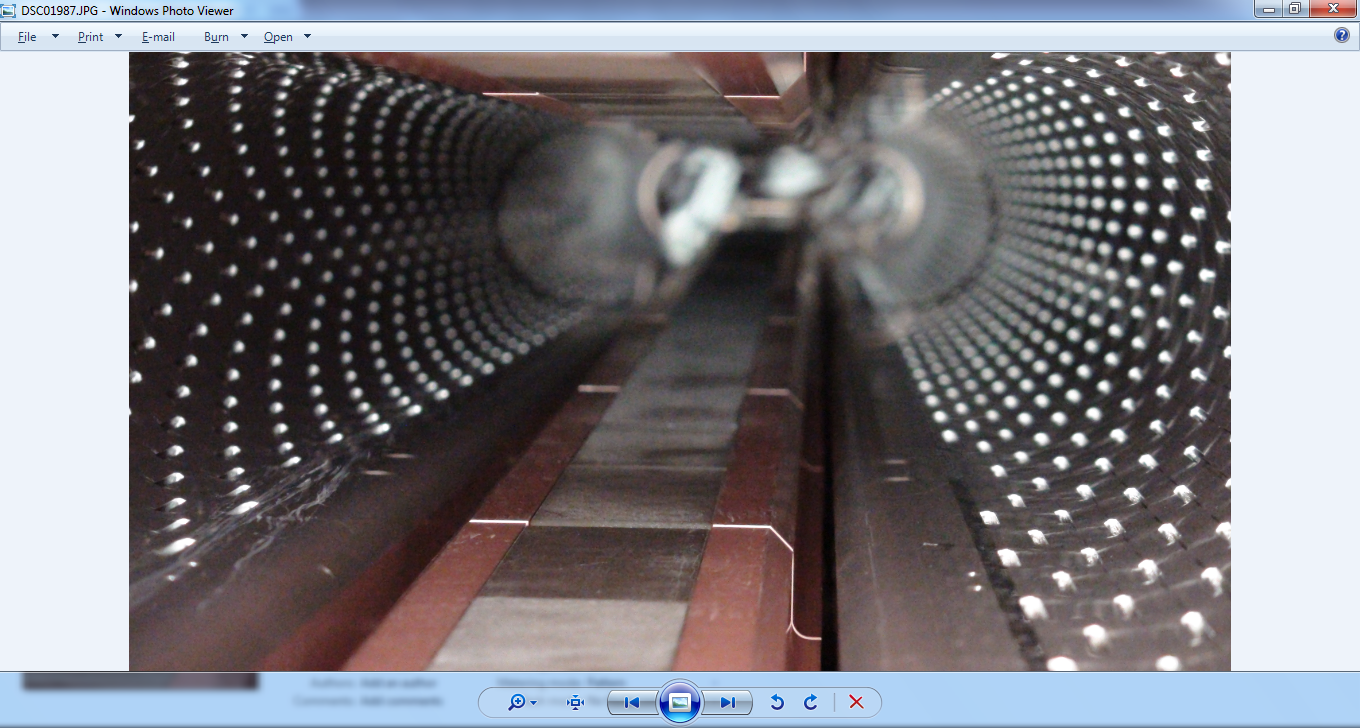 DSC01987.JPG - Windows Photo Viewer
File Print E-mail Burn Open